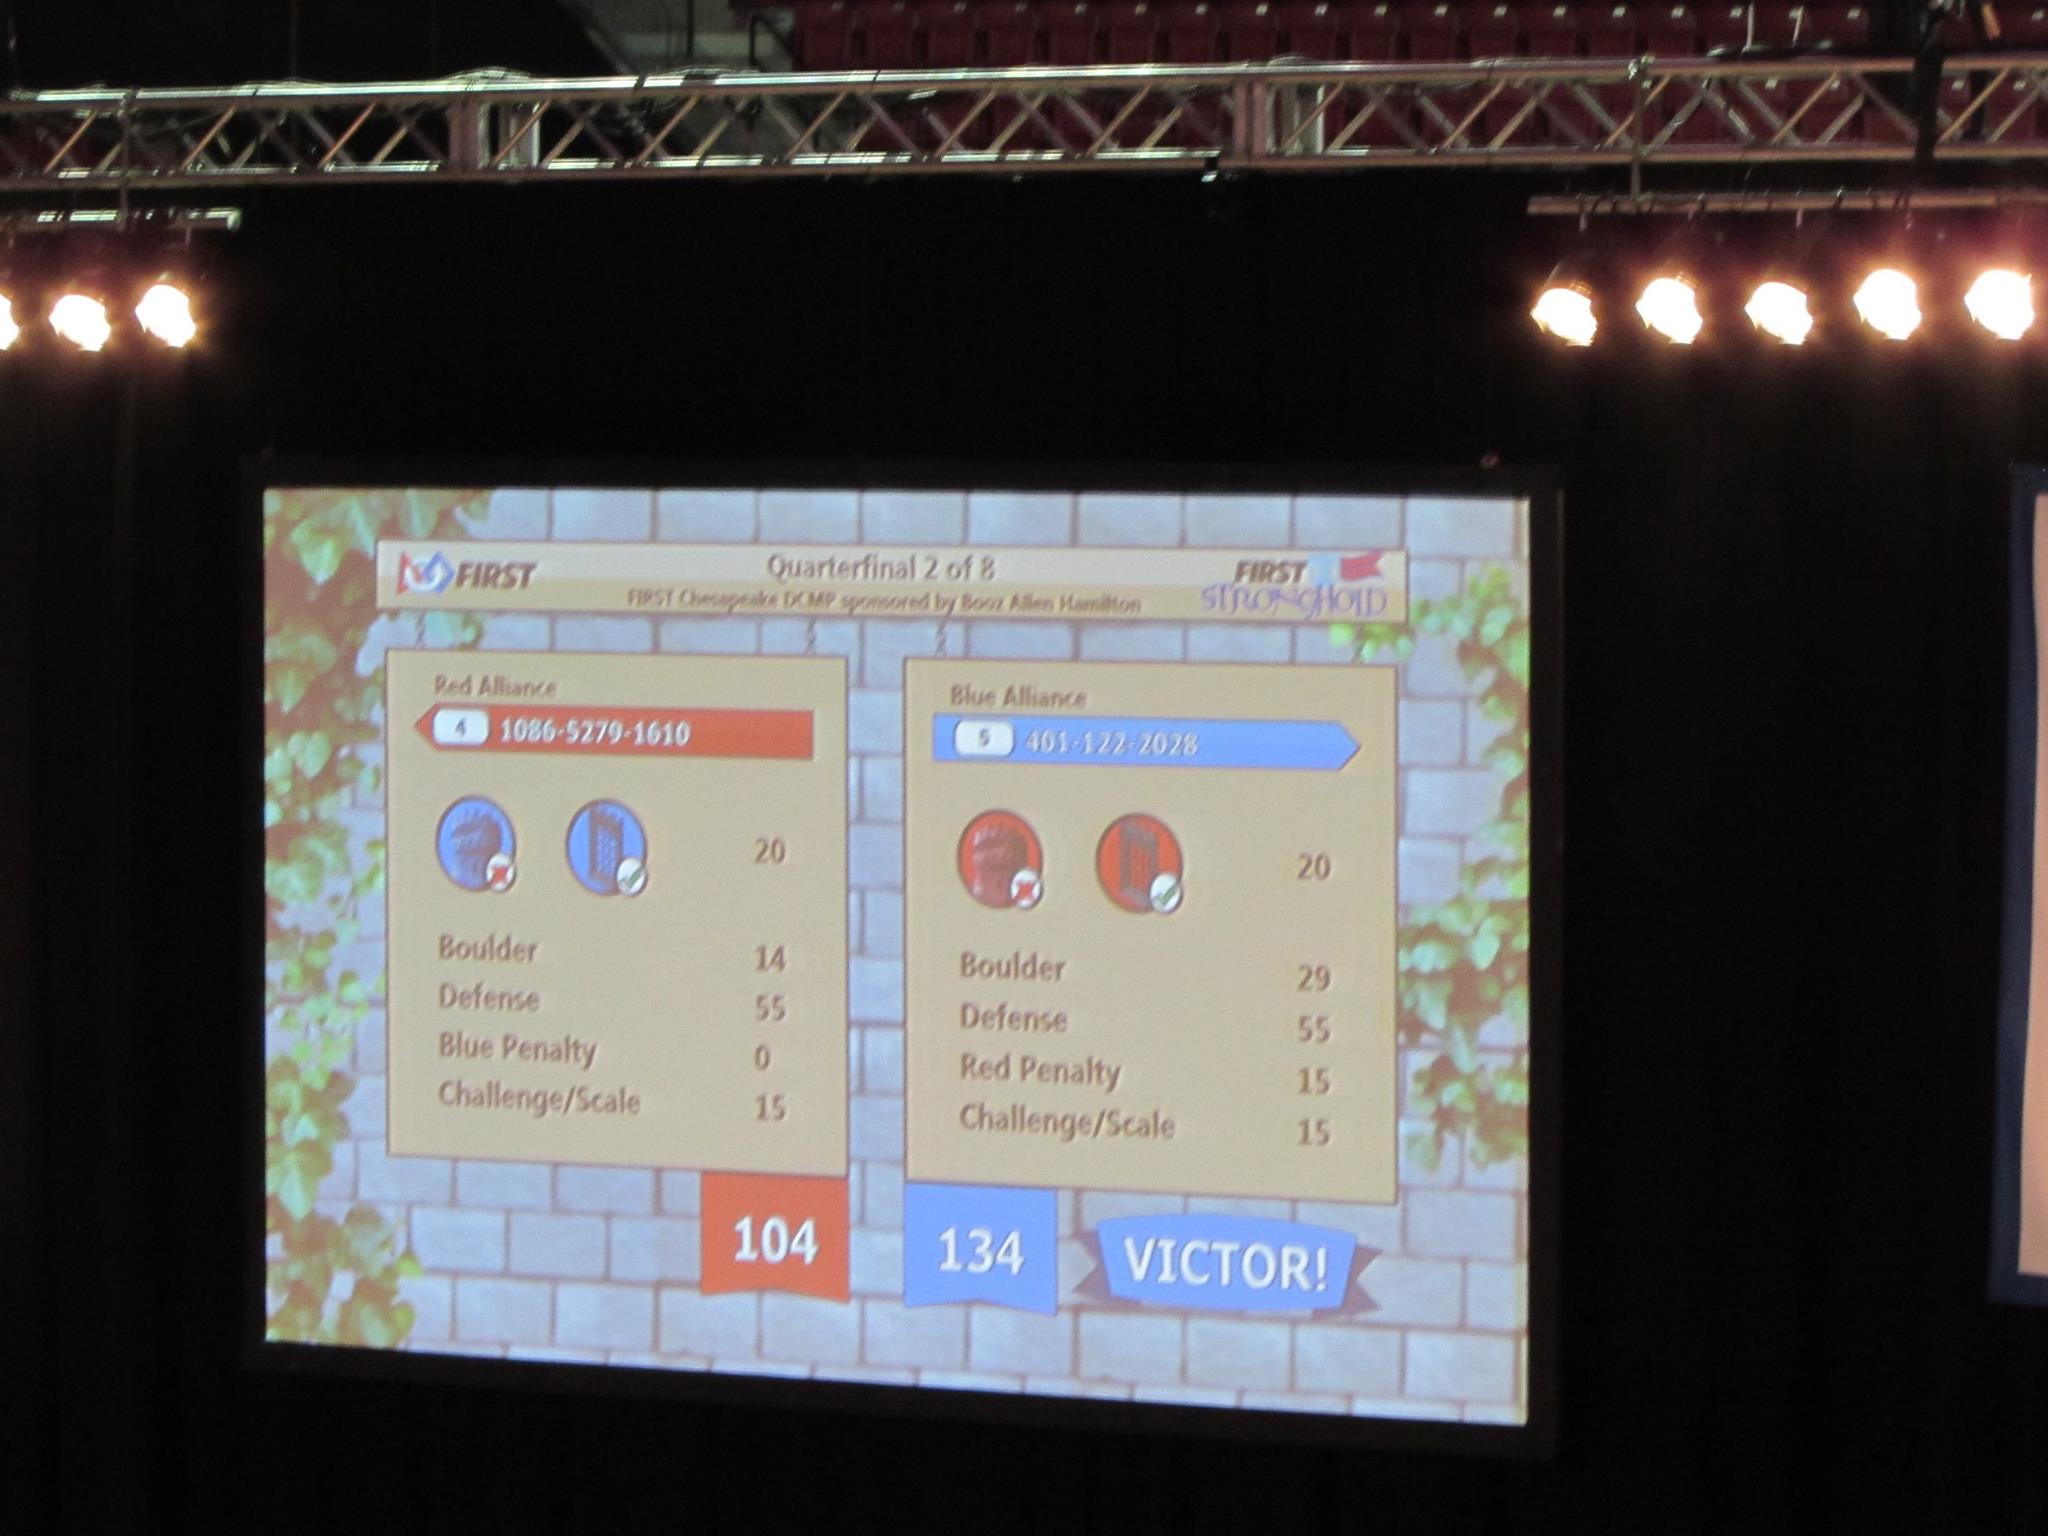 FIRST
Quarterfinal 2 of 8
FIRST Chesapeake DCMP sponsored by Booz Allen Hamilton
FIRST
STRONGHOLD
Red Alliance
4 1086-5279-1610
20
Boulder 14
Defense 55
Blue Penalty 0
Challenge/Scale 15
104
Blue Alliance
5 401-122-2028
20
Boulder 29
Defense 55
Red Penalty 15
Challenge/Scale 15
134
VICTOR!